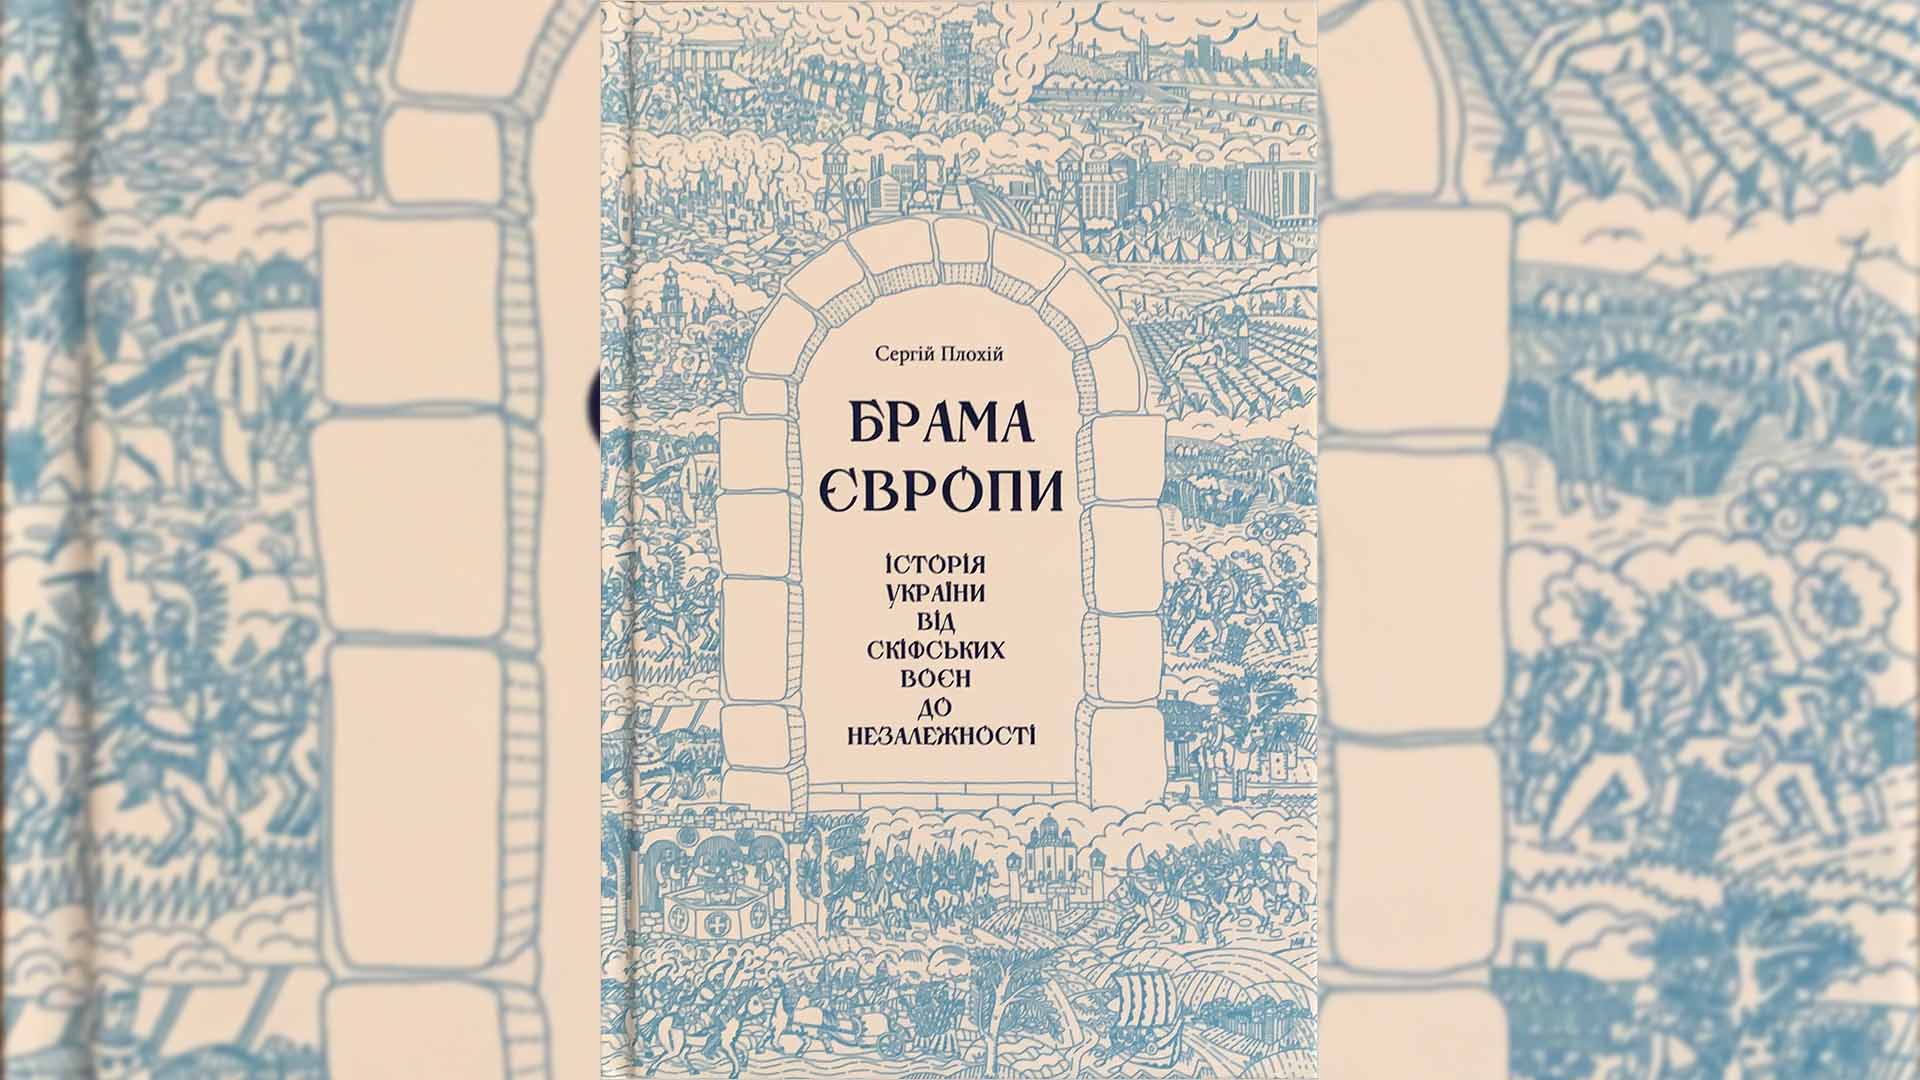 Сергій Плохій
БРАМА
ЄВРОПИ
ІСТОРІЯ
УКРАЇНИ
ВІД
СКІФСЬКИХ
ВОЄН
ДО
НЕЗАЛЕЖНОСТІ